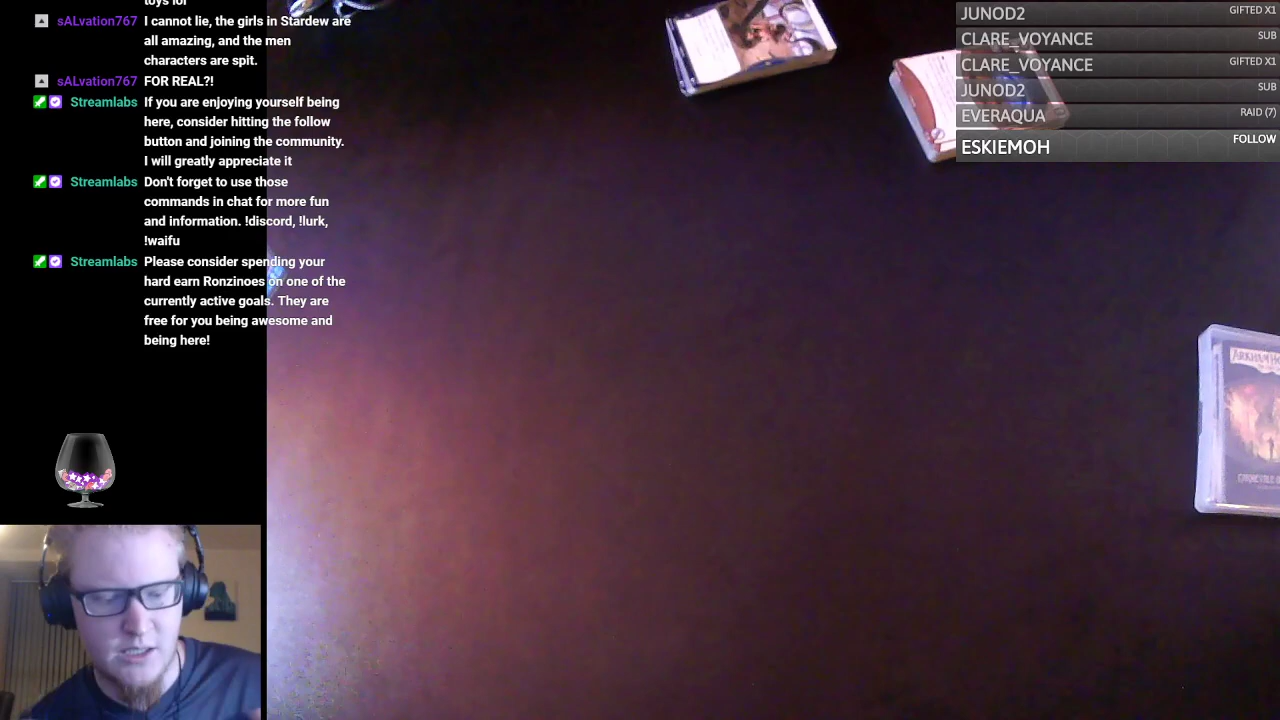 toys lol
sALvation767 I cannot lie, the girls in Stardew are
all amazing, and the men
characters are spit.
sALvation767 FOR REAL?!
Streamlabs If you are enjoying yourself being
here, consider hitting the follow
button and joining the community.
I will greatly appreciate it
Streamlabs Don't forget to use those
commands in chat for more fun
and information. !discord, !lurk,
!waifu
Streamlabs Please consider spending your
hard earn Ronzinoes on one of the
currently active goals. They are
free for you being awesome and
being here!
JUNOD2 GIFTED X1
CLARE_VOYANCE SUB
CLARE_VOYANCE GIFTED X1
JUNOD2 SUB
EVERAQUA RAID (7)
ESKIEMOH FOLLOW
ARKHAM